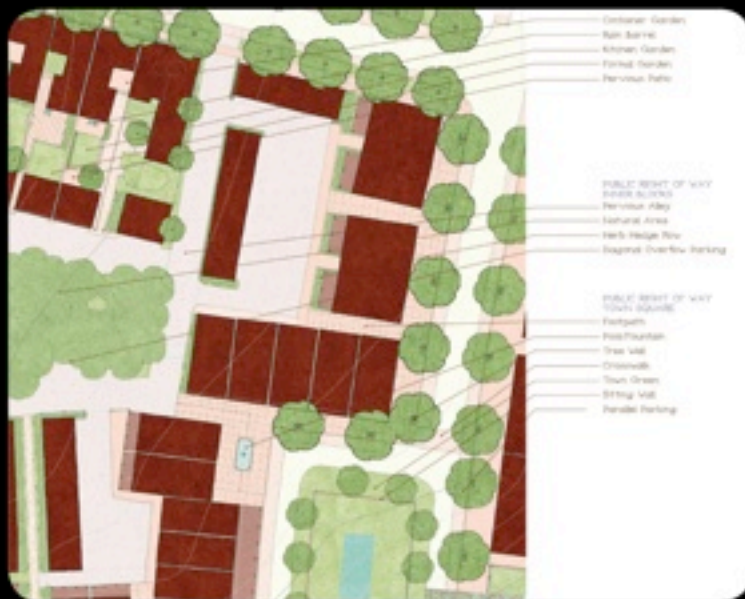 Container Garden
Rain Barrel
Kitchen Garden
Formal Garden
Pervious Patio
PUBLIC RIGHT OF WAY
INNER BLOCKS
Pervious Alley
Natural Area
Herb Hedge Row
Diagonal Overflow Parking
PUBLIC RIGHT OF WAY
TOWN SQUARE
Footpath
Pool/Fountain
Tree Well
Crosswalk
Town Green
Sitting Wall
Parallel Parking